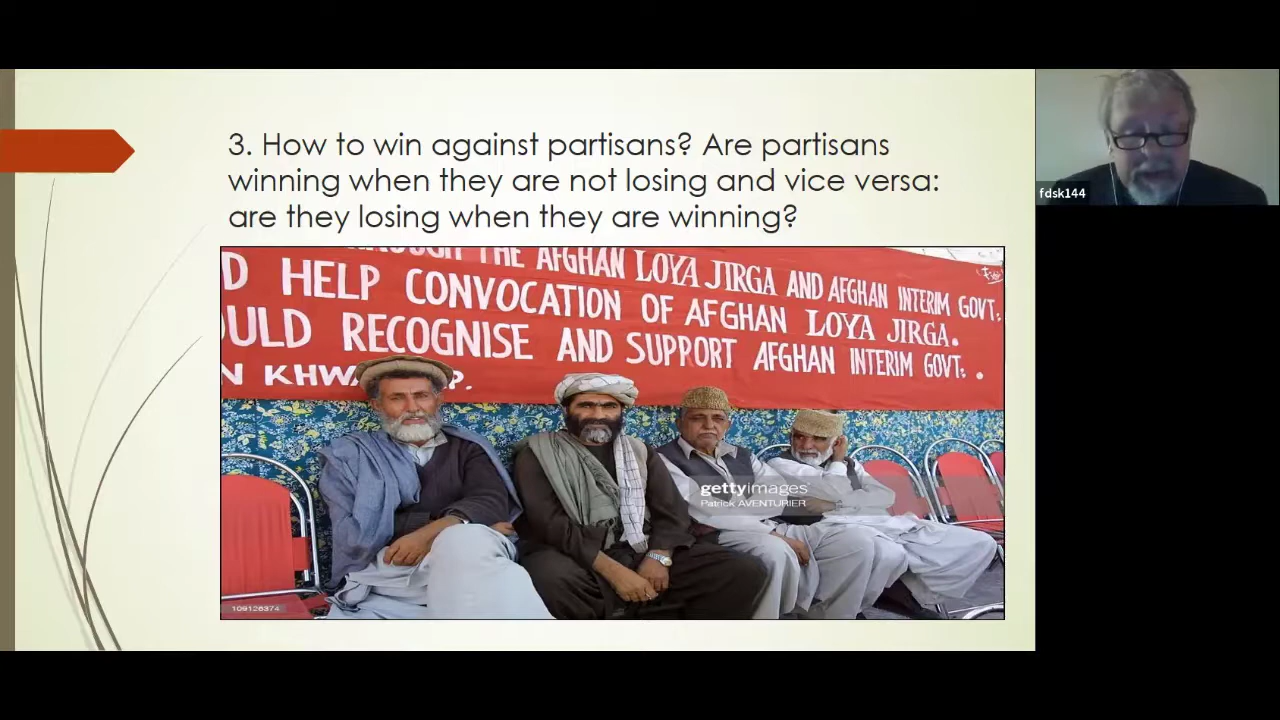 3. How to win against partisans? Are partisans
winning when they are not losing and vice versa:
are they losing when they are winning?
THE AFGHAN LOYA JIRGA AND AFGHAN INTERIM GOVT:
D HELP CONVOCATION OF AFGHAN LOYA JIRGA.
OULD RECOGNISE AND SUPPORT AFGHAN INTERIM GOVT: .
N KHWA P.
gettyimages
Patrick AVENTURIER
109126374
fdsk144